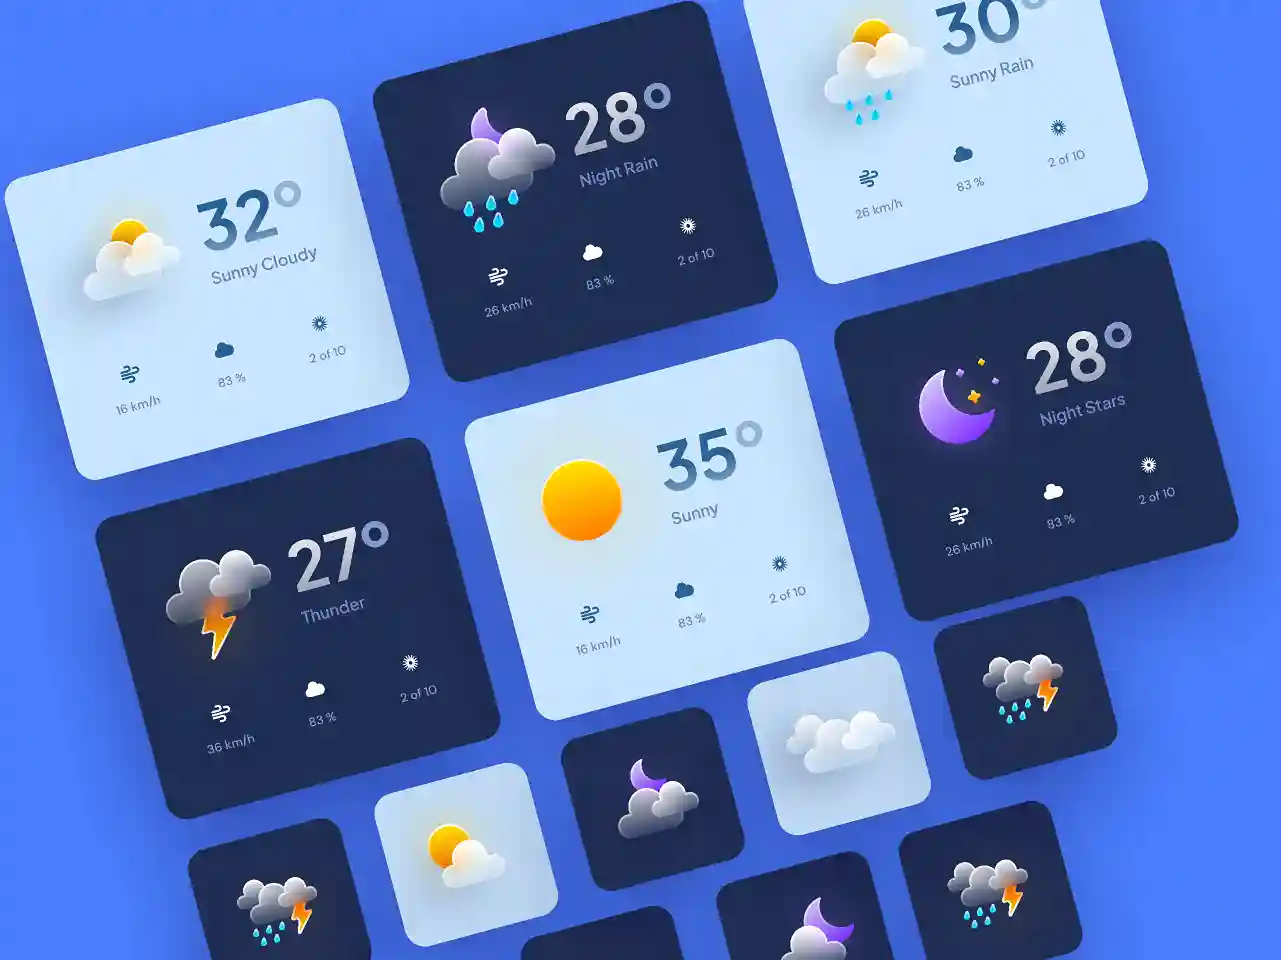 32°
Sunny Cloudy
16 km/h
83 %
2 of 10
28°
Night Rain
26 km/h
83 %
2 of 10
30°
Sunny Rain
26 km/h
83 %
2 of 10
27°
Thunder
36 km/h
83 %
2 of 10
35°
Sunny
16 km/h
83 %
2 of 10
28°
Night Stars
26 km/h
83 %
2 of 10